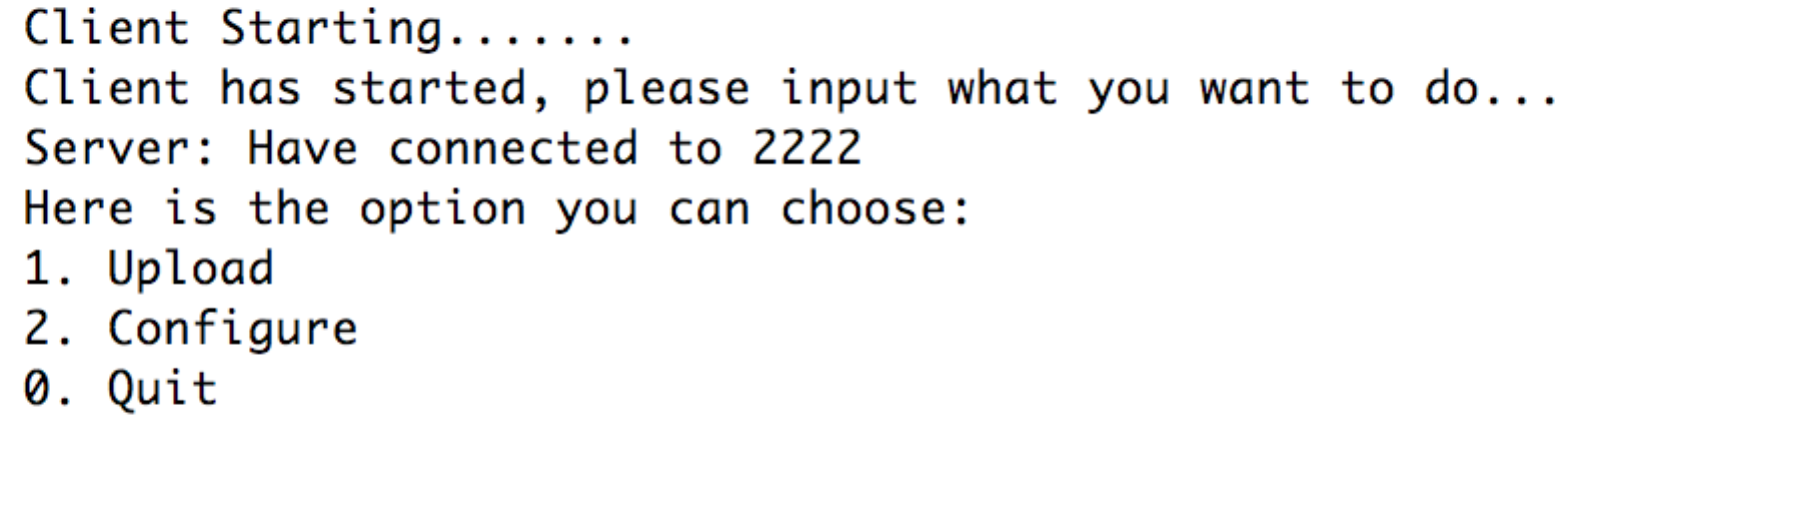 Client Starting.......
Client has started, please input what you want to do...
Server: Have connected to 2222
Here is the option you can choose:
1. Upload
2. Configure
0. Quit